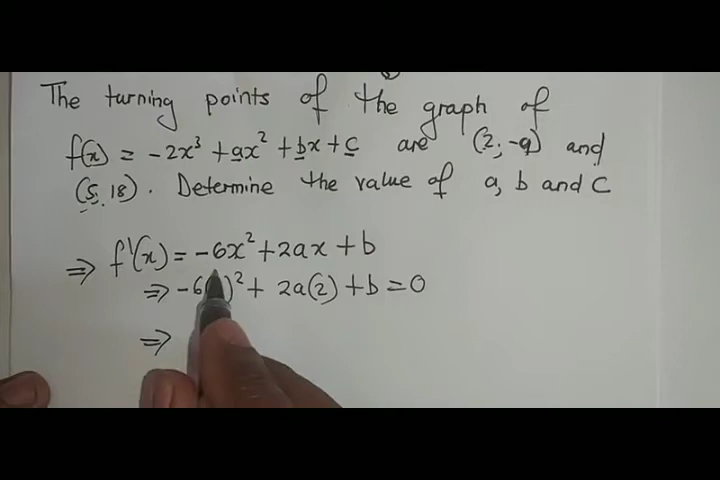 The turning points of the graph of
f(x) = -2x³ + ax² + bx + c are (2; -9) and
(5, 18). Determine the value of a, b and c
⇒ f'(x) = -6x² + 2ax + b
⇒ -6( )² + 2a(2) + b = 0
⇒